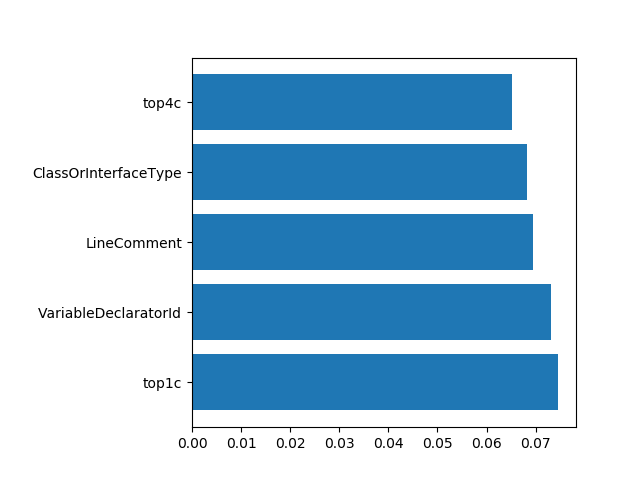 top4c
ClassOrInterfaceType
LineComment
VariableDeclaratorId
top1c
0.00 0.01 0.02 0.03 0.04 0.05 0.06 0.07